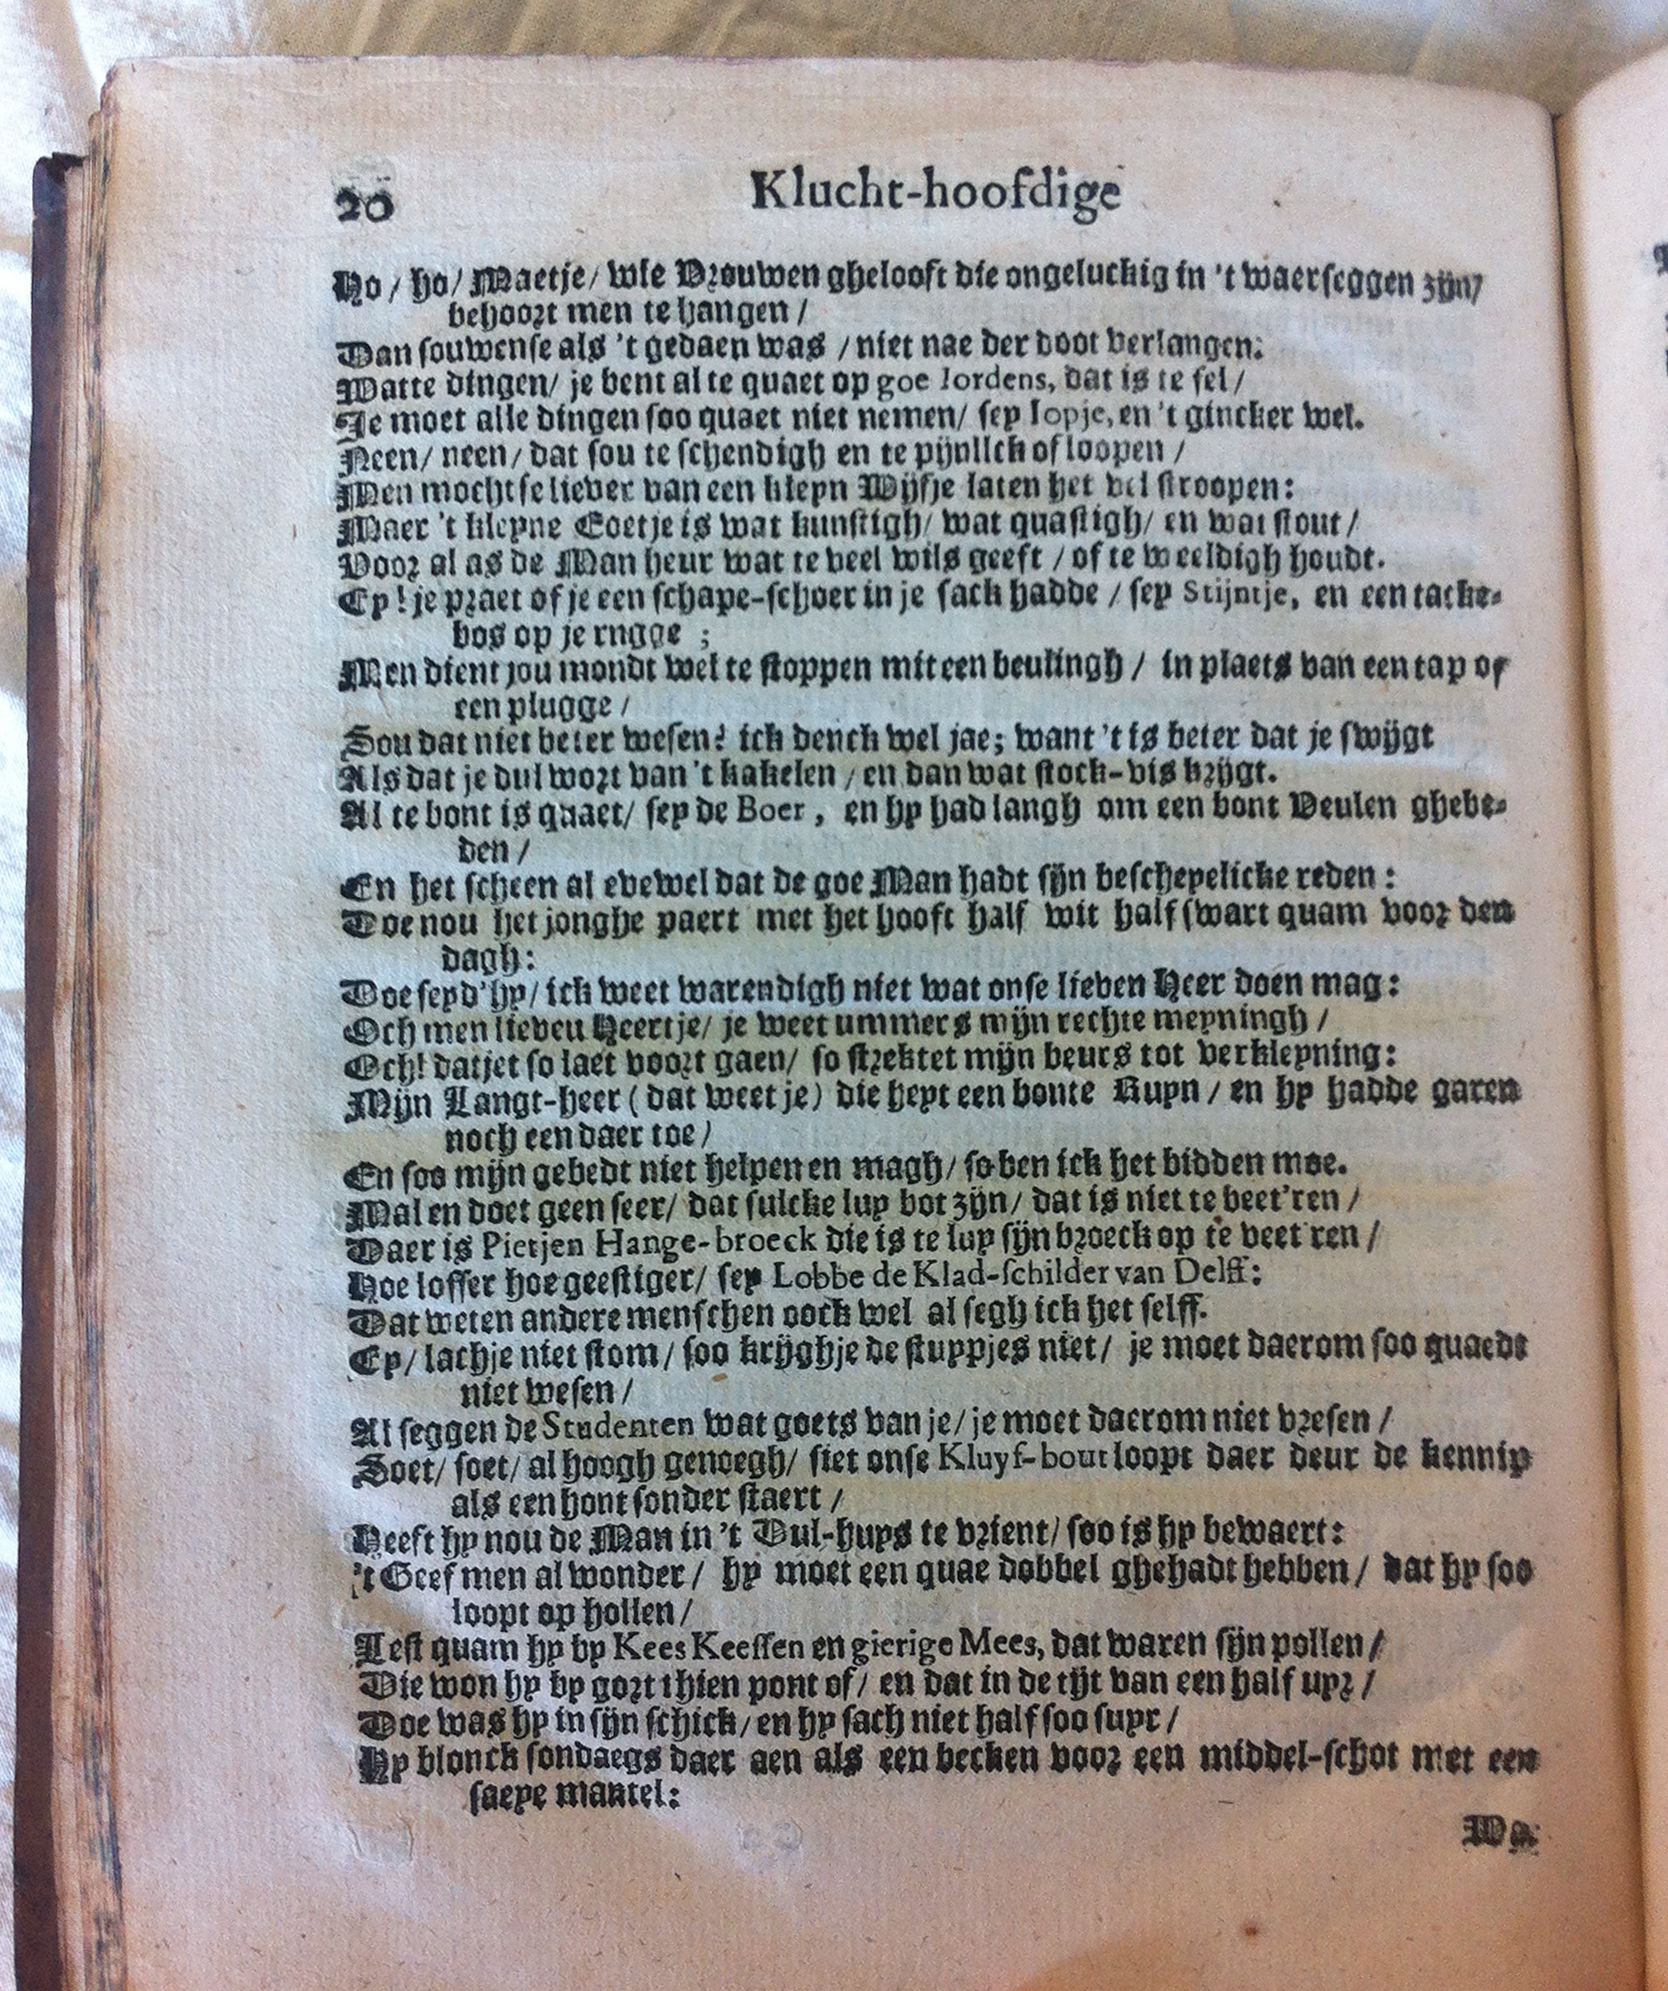 20
Klucht-hoofdige
Ho / ho / Maetje / wie Vrouwen ghelooft die ongeluckig in 't waerseggen zijn /
behoort men te hangen /
Dan souwense als 't gedaen was / niet nae der doot verlangen:
Watte dingen / je bent al te quaet op goe Iordens, dat is te fel /
Je moet alle dingen soo quaet niet nemen / sey Iopje, en 't gincker wel.
Neen / neen / dat sou te schendigh en te pijnlick of loopen /
Men mocht se liever van een kleyn Wijfje laten het vel stroopen:
Maer 't kleyne Goetje is wat kunstigh / wat quastigh / en wat stout /
Voor al as de Man heur wat te veel wils geeft / of te weeldigh houdt.
Ey! je praet of je een schape-schoer in je sack hadde / sey Stijntje, en een tacke-
bos op je rugge ;
Men dient jou mondt wel te stoppen mit een beulingh / in plaets van een tap of
een plugge /
Sou dat niet beter wesen? ick denck wel jae; want 't is beter dat je swijgt
Als dat je dul wort van 't kakelen / en dan wat stock-vis krijgt.
Al te bont is quaet / sey de Boer, en hy had langh om een bont Veulen ghebe-
den /
En het scheen al evewel dat de goe Man hadt sijn bescheyelicke reden :
Toe nou het jonghe paert met het hooft half wit half swart quam voor den
dagh:
Doe seyd' hy / ick weet warendigh niet wat onse lieven Heer doen mag:
Och men lieveu Heertje / je weet ummers mijn rechte meyningh /
Och! datjet so laet voort gaen / so strektet mijn beurs tot verkleyning:
Mijn Langt-heer ( dat weet je ) die heyt een bonte Ruyn / en hy hadde garen
noch een daer toe /
En soo mijn gebedt niet helpen en magh / so ben ick het bidden moe.
Mal en doet geen seer / dat sulcke luy bot zijn / dat is niet te beet'ren /
Daer is Pietjen Hange-broeck die is te luy sijn broeck op te veet'ren /
Hoe losser hoe geestiger / sey Lobbe de Klad-schilder van Delff:
Dat weten andere menschen oock wel al segh ick het selff.
Ey / lachje niet stom / soo krijghje de stuypjes niet / je moet daerom soo quaedt
niet wesen /
Al seggen de Studenten wat goets van je / je moet daerom niet vresen /
Soet / soet / al hoogh genoegh / siet onse Kluyf-bout loopt daer deur de kennip
als een hont sonder staert /
Heeft hy nou de Man in 't Dul-huys te vrient / soo is hy bewaert:
't Geef men al wonder / hy moet een quae dobbel ghehadt hebben / dat hy soo
loopt op hollen /
Lest quam hy by Kees Keessen en gierige Mees, dat waren sijn pollen /
Die won hy by gort thien pont of / en dat in de tijt van een half uyr /
Doe was hy in sijn schick / en hy sach niet half soo suyr /
Hy blonck sondaegs daer aen als een becken voor een middel-schot met een
saeye mantel: